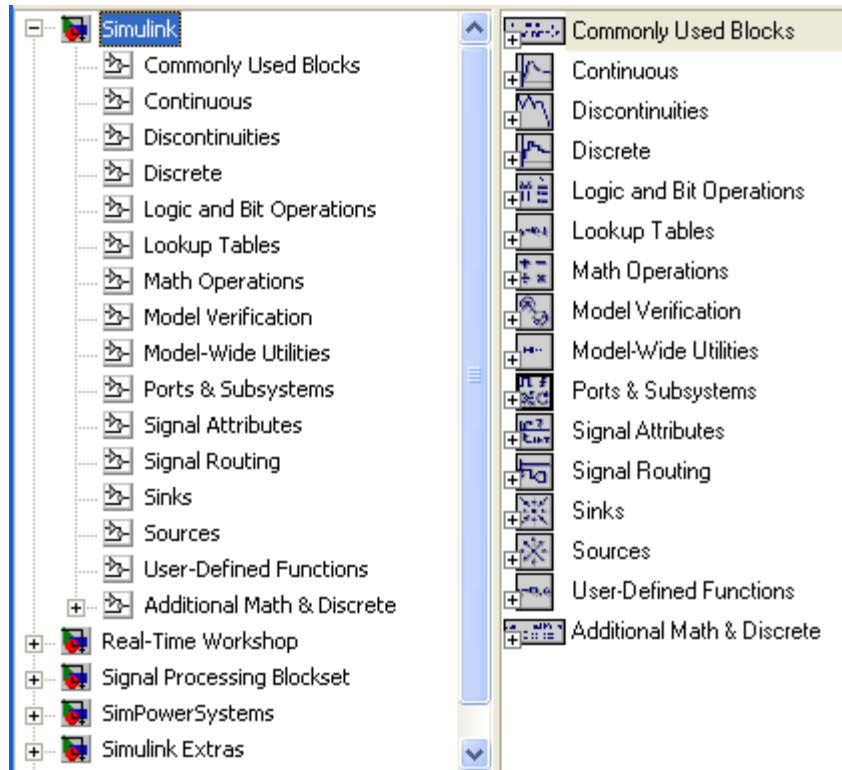 Simulink
Commonly Used Blocks
Continuous
Discontinuities
Discrete
Logic and Bit Operations
Lookup Tables
Math Operations
Model Verification
Model-Wide Utilities
Ports & Subsystems
Signal Attributes
Signal Routing
Sinks
Sources
User-Defined Functions
Additional Math & Discrete
Real-Time Workshop
Signal Processing Blockset
SimPowerSystems
Simulink Extras
Commonly Used Blocks
Continuous
Discontinuities
Discrete
Logic and Bit Operations
Lookup Tables
Math Operations
Model Verification
Model-Wide Utilities
Ports & Subsystems
Signal Attributes
Signal Routing
Sinks
Sources
User-Defined Functions
Additional Math & Discrete